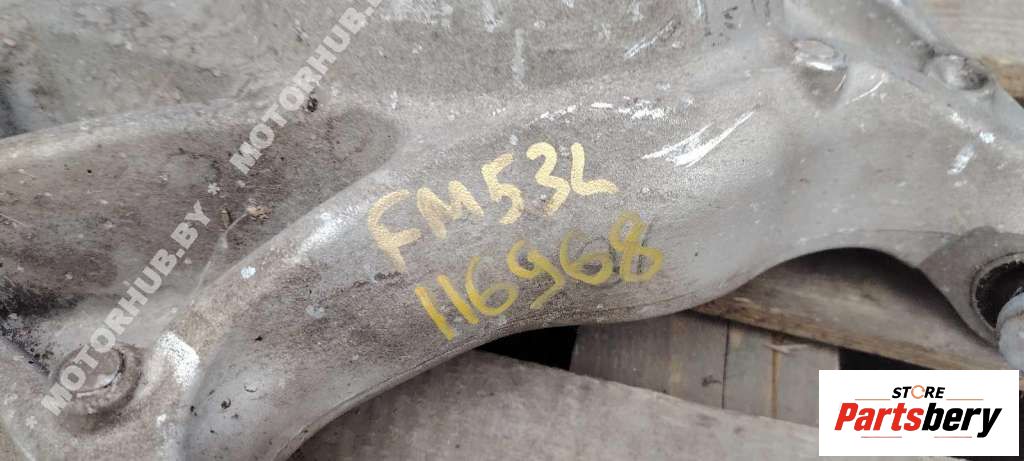 MOTORHUB.BY
MOTORHUB.BY
FM53L
116968
STORE
Partsbery